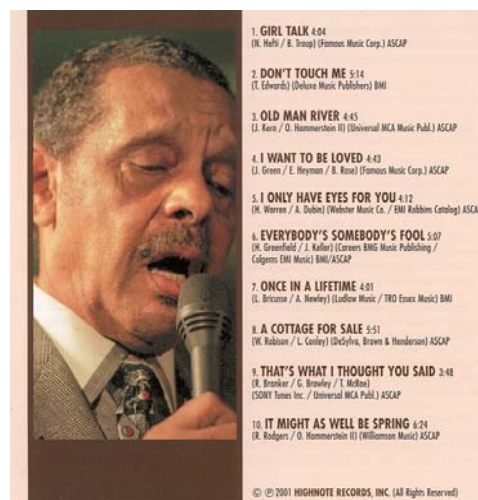 1. GIRL TALK 4:04
(N. Hefti / B. Troup) (Famous Music Corp.) ASCAP
2. DON'T TOUCH ME 5:14
(T. Edwards) (Deluxe Music Publishers) BMI
3. OLD MAN RIVER 4:45
(J. Kern / O. Hammerstein II) (Universal MCA Music Publ.) ASCAP
4. I WANT TO BE LOVED 4:43
(J. Green / E. Heyman / B. Rose) (Famous Music Corp.) ASCAP
5. I ONLY HAVE EYES FOR YOU 4:12
(H. Warren / A. Dubin) (Webster Music Co. / EMI Robbins Catalog) ASCA
6. EVERYBODY'S SOMEBODY'S FOOL 5:07
(H. Greenfield / J. Keller) (Careers BMG Music Publishing /
Colgems EMI Music) BMI/ASCAP
7. ONCE IN A LIFETIME 4:01
(L. Bricusse / A. Newley) (Ludlow Music / TRO Essex Music) BMI
8. A COTTAGE FOR SALE 5:51
(W. Robison / L. Conley) (DeSylva, Brown & Henderson) ASCAP
9. THAT'S WHAT I THOUGHT YOU SAID 3:48
(R. Branker / G. Brawley / T. McRae)
(SONY Tunes Inc. / Universal MCA Publ.) ASCAP
10. IT MIGHT AS WELL BE SPRING 6:24
(R. Rodgers / O. Hammerstein II) (Williamson Music) ASCAP
© ℗ 2001 HIGHNOTE RECORDS, INC. (All Rights Reserved)